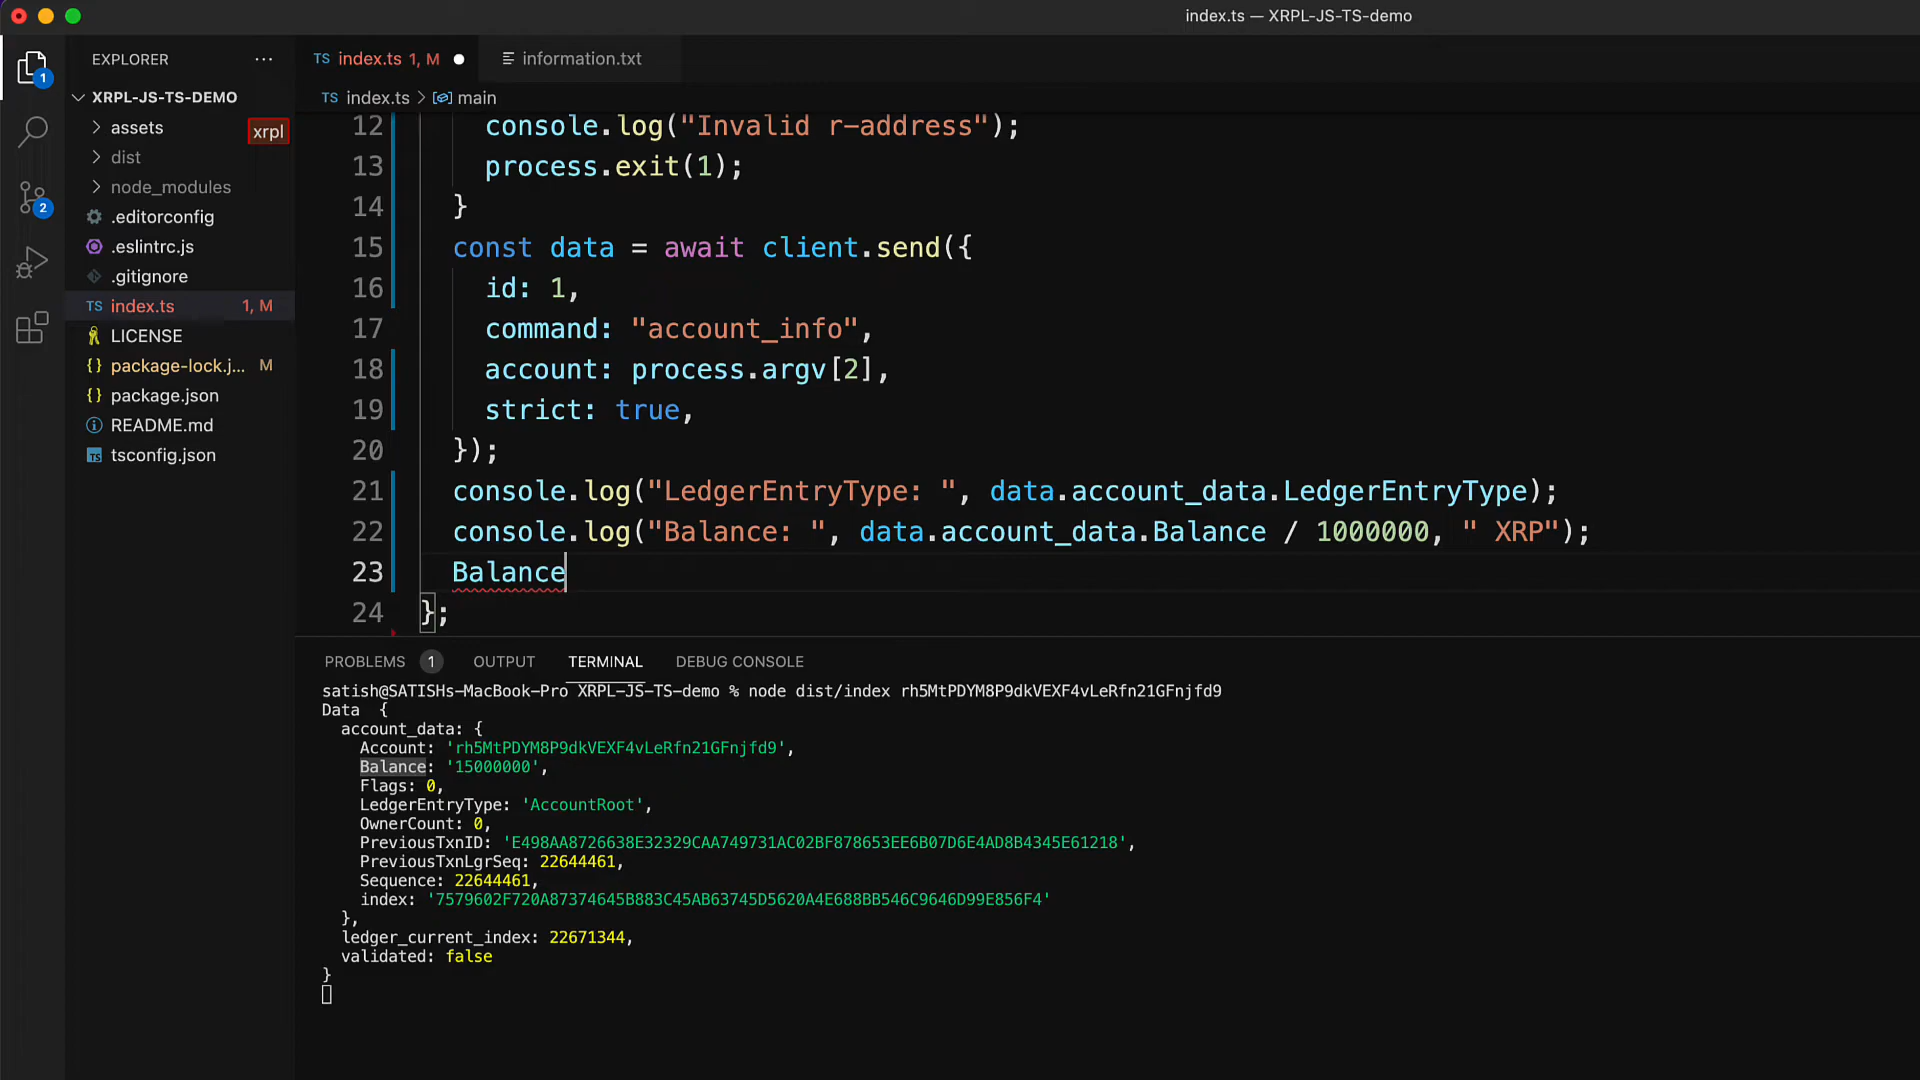 index.ts — XRPL-JS-TS-demo
EXPLORER
XRPL-JS-TS-DEMO
assets
xrpl
dist
node_modules
.editorconfig
.eslintrc.js
.gitignore
TS index.ts 1, M
LICENSE
{} package-lock.j... M
{} package.json
README.md
TS tsconfig.json
1
2
TS index.ts 1, M
information.txt
TS index.ts > main
12 console.log("Invalid r-address");
13 process.exit(1);
14 }
15 const data = await client.send({
16 id: 1,
17 command: "account_info",
18 account: process.argv[2],
19 strict: true,
20 });
21 console.log("LedgerEntryType: ", data.account_data.LedgerEntryType);
22 console.log("Balance: ", data.account_data.Balance / 1000000, " XRP");
23 Balance
24 };
PROBLEMS 1 OUTPUT TERMINAL DEBUG CONSOLE
satish@SATISHs-MacBook-Pro XRPL-JS-TS-demo % node dist/index rh5MtPDYM8P9dkVEXF4vLeRfn21GFnjfd9
Data {
account_data: {
Account: 'rh5MtPDYM8P9dkVEXF4vLeRfn21GFnjfd9',
Balance: '15000000',
Flags: 0,
LedgerEntryType: 'AccountRoot',
OwnerCount: 0,
PreviousTxnID: 'E498AA8726638E32329CAA749731AC02BF878653EE6B07D6E4AD8B4345E61218',
PreviousTxnLgrSeq: 22644461,
Sequence: 22644461,
index: '7579602F720A87374645B883C45AB63745D5620A4E688BB546C9646D99E856F4'
},
ledger_current_index: 22671344,
validated: false
}